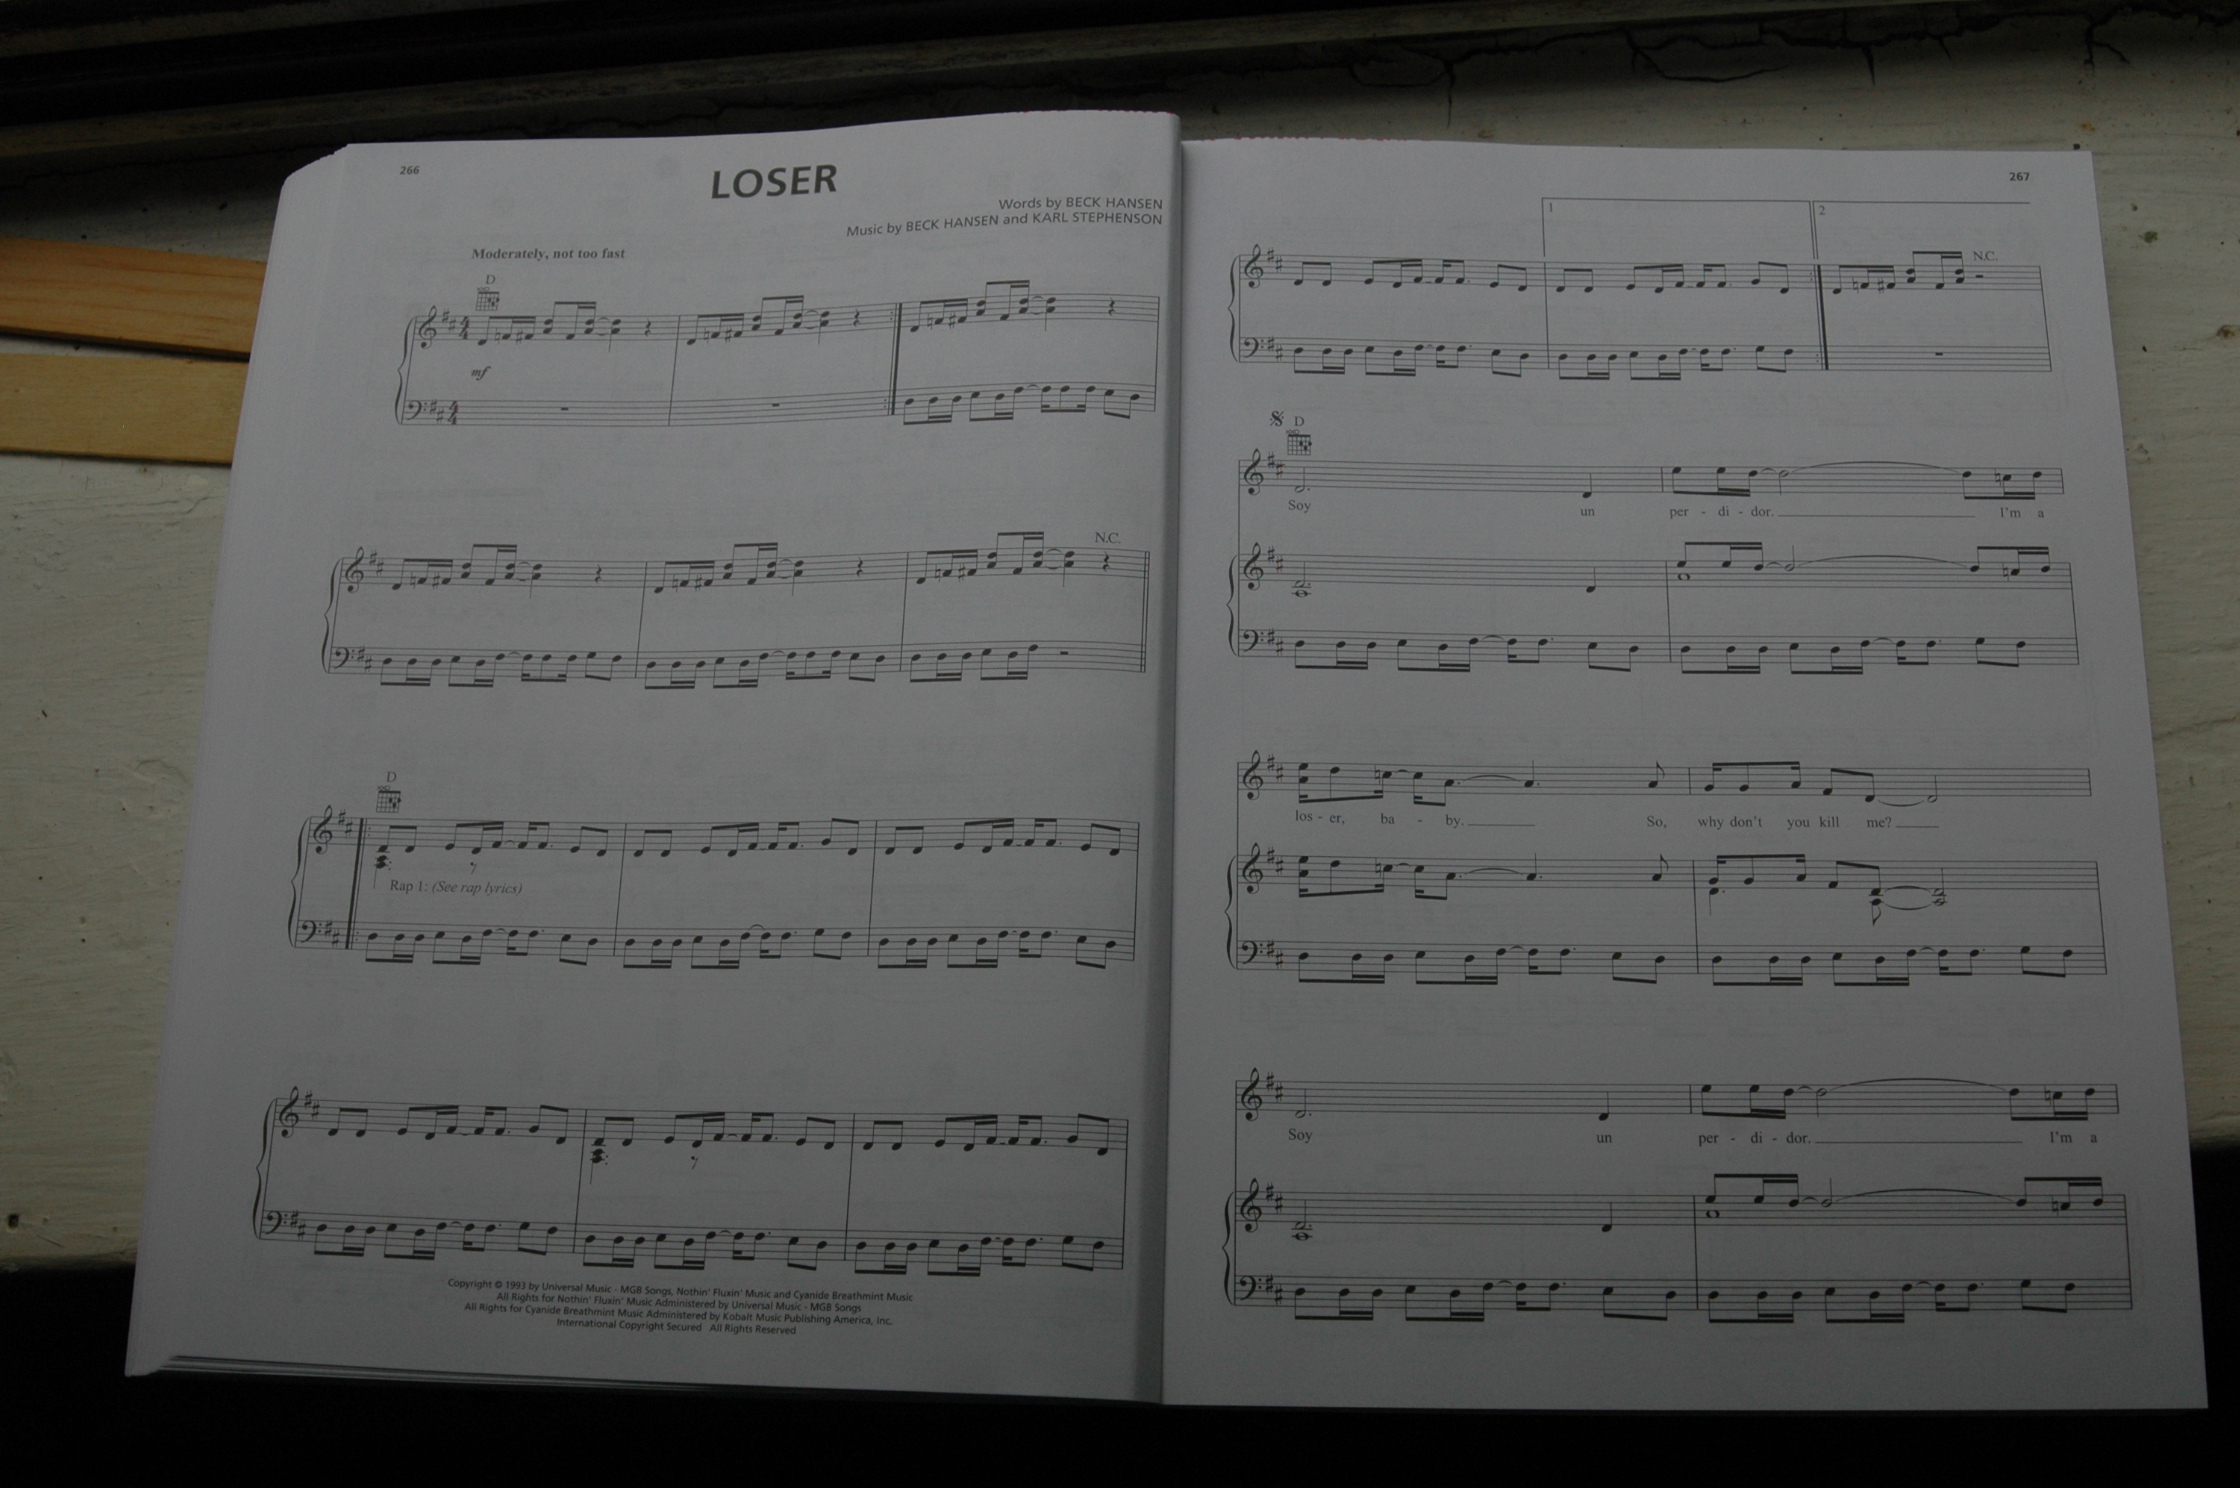 266
LOSER
Words by BECK HANSEN
Music by BECK HANSEN and KARL STEPHENSON
Moderately, not too fast
D
mf
N.C.
D
Rap 1: (See rap lyrics)
Copyright © 1993 by Universal Music - MGB Songs, Nothin' Fluxin' Music and Cyanide Breathmint Music
All Rights for Nothin' Fluxin' Music Administered by Universal Music - MGB Songs
All Rights for Cyanide Breathmint Music Administered by Kobalt Music Publishing America, Inc.
International Copyright Secured All Rights Reserved
267
1
2
N.C.
D
Soy un per - di - dor. I'm a
los - er, ba - by. So, why don't you kill me?
Soy un per - di - dor. I'm a